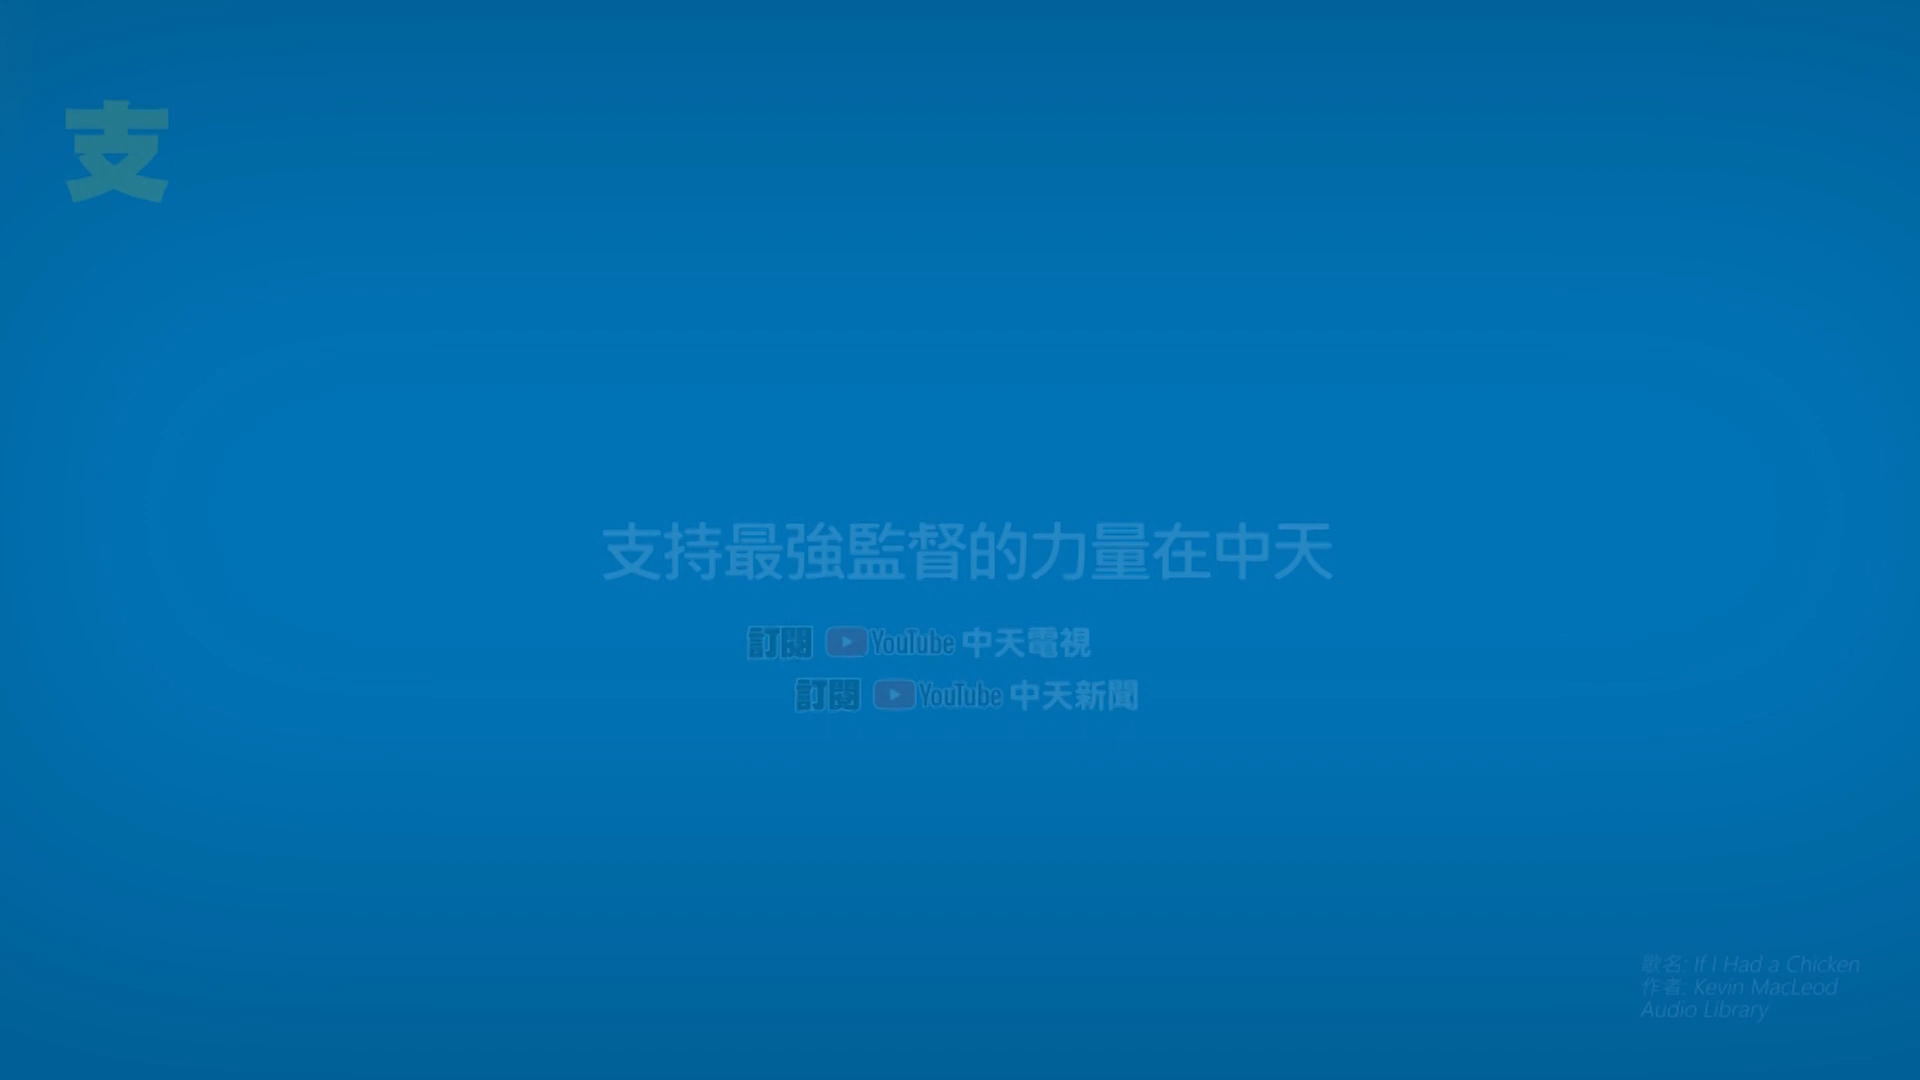 支
支持最強監督的力量在中天
訂閱 YouTube 中天電視
訂閱 YouTube 中天新聞
歌名: If I Had a Chicken
作者: Kevin MacLeod
Audio Library